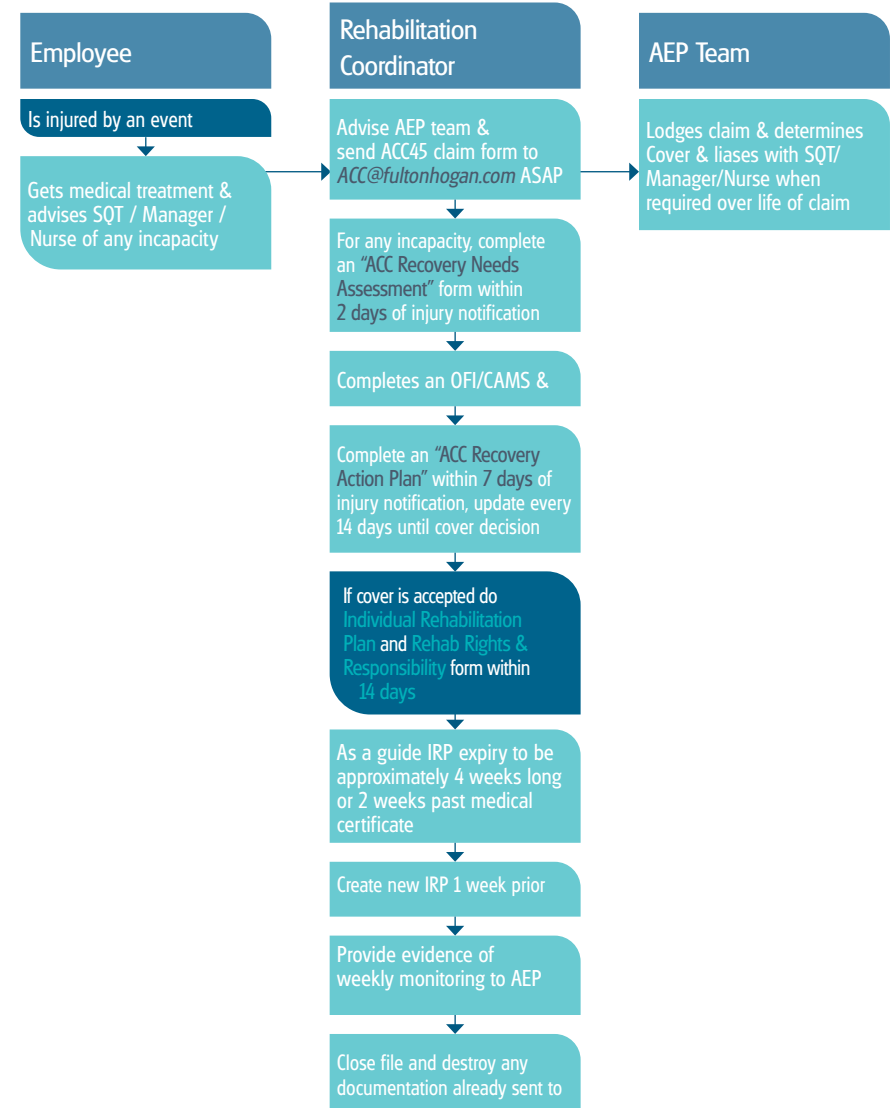 Employee
Rehabilitation
Coordinator
AEP Team
Is injured by an event
Gets medical treatment &
advises SQT / Manager /
Nurse of any incapacity
Advise AEP team &
send ACC45 claim form to
ACC@fultonhogan.com ASAP
Lodges claim & determines
Cover & liases with SQT/
Manager/Nurse when
required over life of claim
For any incapacity, complete
an “ACC Recovery Needs
Assessment” form within
2 days of injury notification
Completes an OFI/CAMS &
Complete an “ACC Recovery
Action Plan” within 7 days of
injury notification, update every
14 days until cover decision
If cover is accepted do
Individual Rehabilitation
Plan and Rehab Rights &
Responsibility form within
14 days
As a guide IRP expiry to be
approximately 4 weeks long
or 2 weeks past medical
certificate
Create new IRP 1 week prior
Provide evidence of
weekly monitoring to AEP
Close file and destroy any
documentation already sent to